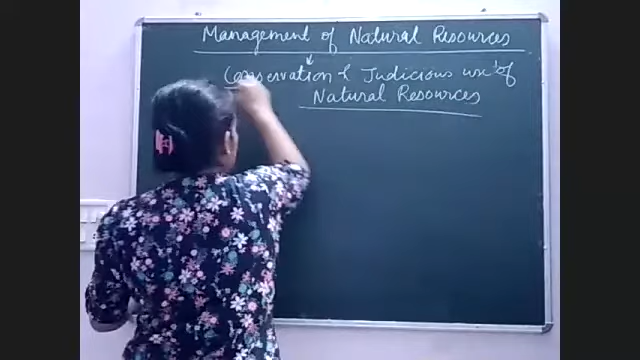 Management of Natural Resources
Conservation & Judicious use of
Natural Resources